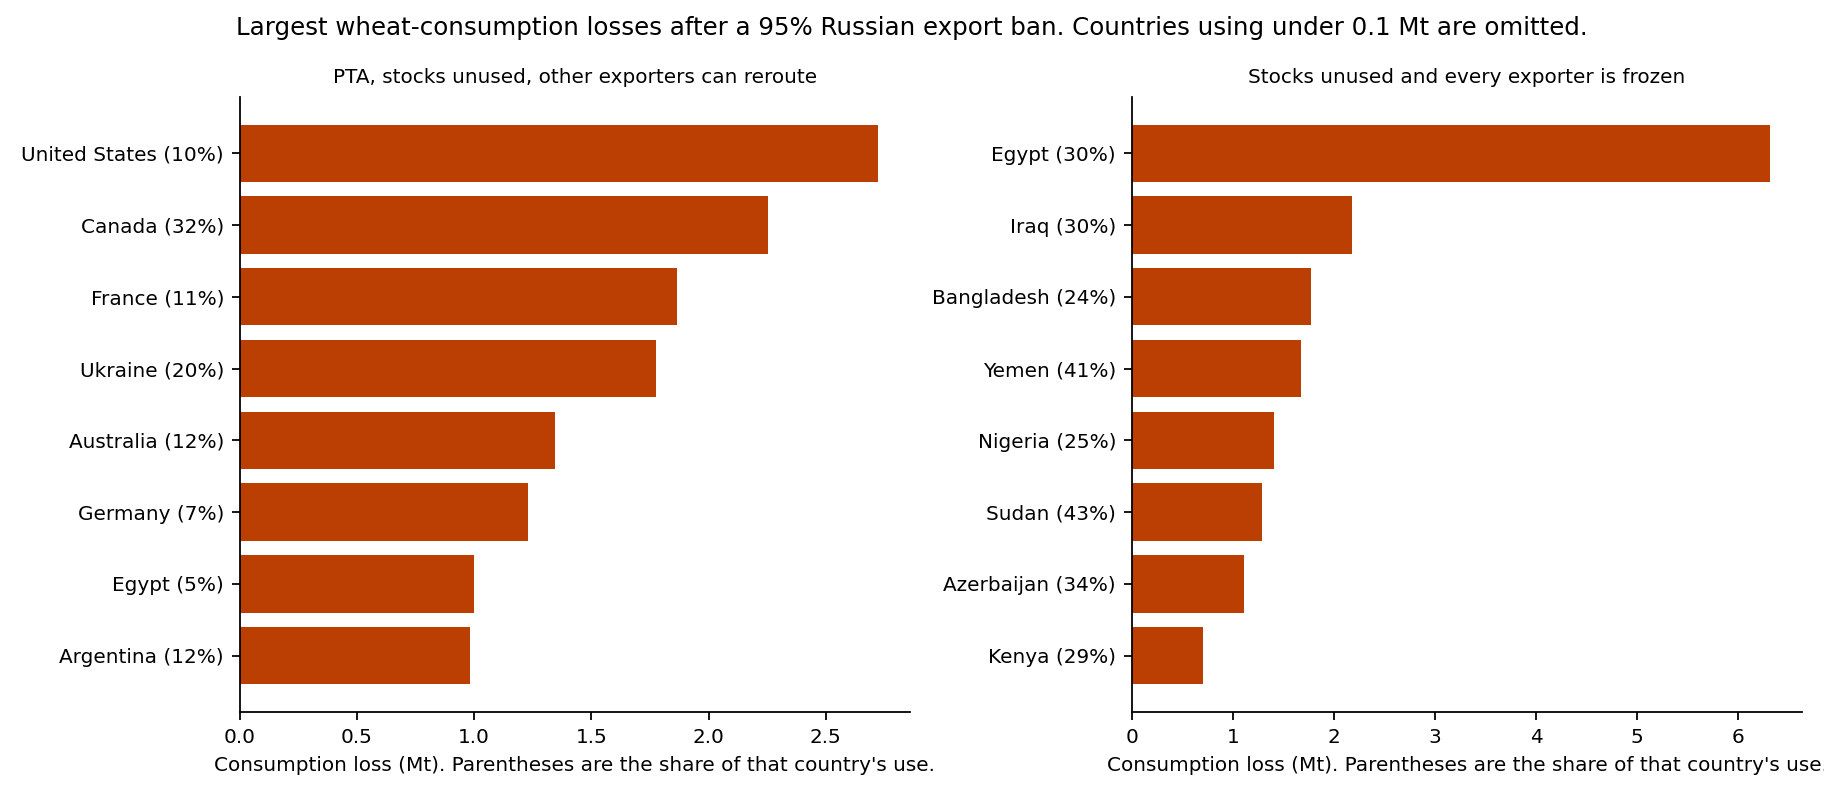 Largest wheat-consumption losses after a 95% Russian export ban. Countries using under 0.1 Mt are omitted.
PTA, stocks unused, other exporters can reroute
United States (10%)
Canada (32%)
France (11%)
Ukraine (20%)
Australia (12%)
Germany (7%)
Egypt (5%)
Argentina (12%)
0.0 0.5 1.0 1.5 2.0 2.5
Consumption loss (Mt). Parentheses are the share of that country's use.
Stocks unused and every exporter is frozen
Egypt (30%)
Iraq (30%)
Bangladesh (24%)
Yemen (41%)
Nigeria (25%)
Sudan (43%)
Azerbaijan (34%)
Kenya (29%)
0 1 2 3 4 5 6
Consumption loss (Mt). Parentheses are the share of that country's use.